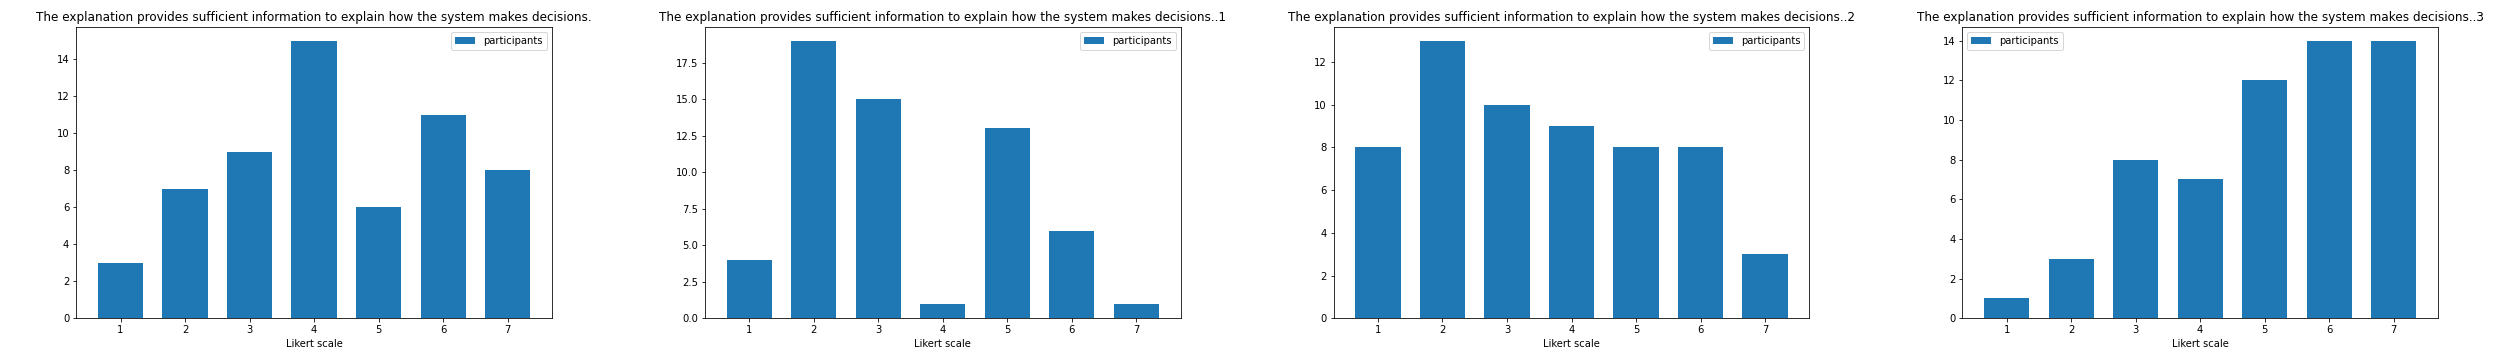 The explanation provides sufficient information to explain how the system makes decisions.
participants
14
12
10
8
6
4
2
0
1 2 3 4 5 6 7
Likert scale
The explanation provides sufficient information to explain how the system makes decisions..1
participants
17.5
15.0
12.5
10.0
7.5
5.0
2.5
0.0
1 2 3 4 5 6 7
Likert scale
The explanation provides sufficient information to explain how the system makes decisions..2
participants
12
10
8
6
4
2
0
1 2 3 4 5 6 7
Likert scale
The explanation provides sufficient information to explain how the system makes decisions..3
participants
14
12
10
8
6
4
2
0
1 2 3 4 5 6 7
Likert scale